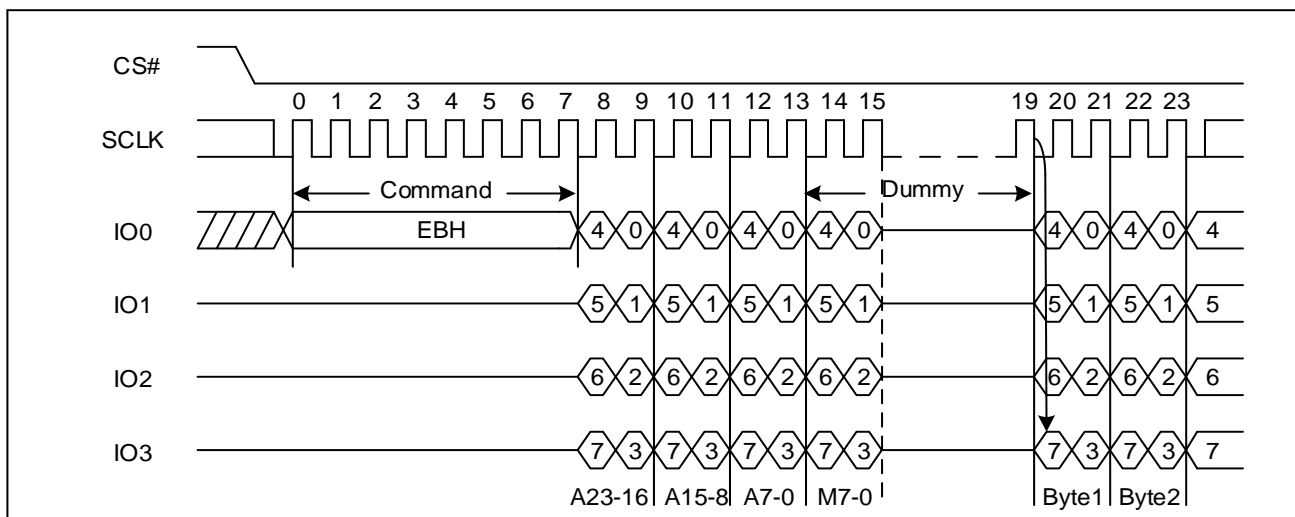 CS#
0 1 2 3 4 5 6 7 8 9 10 11 12 13 14 15 19 20 21 22 23
SCLK
Command Dummy
IO0 EBH 4 0 4 0 4 0 4 0 4 0 4 0 4
IO1 5 1 5 1 5 1 5 1 5 1 5 1 5
IO2 6 2 6 2 6 2 6 2 6 2 6 2 6
IO3 7 3 7 3 7 3 7 3 7 3 7 3 7
A23-16 A15-8 A7-0 M7-0 Byte1 Byte2